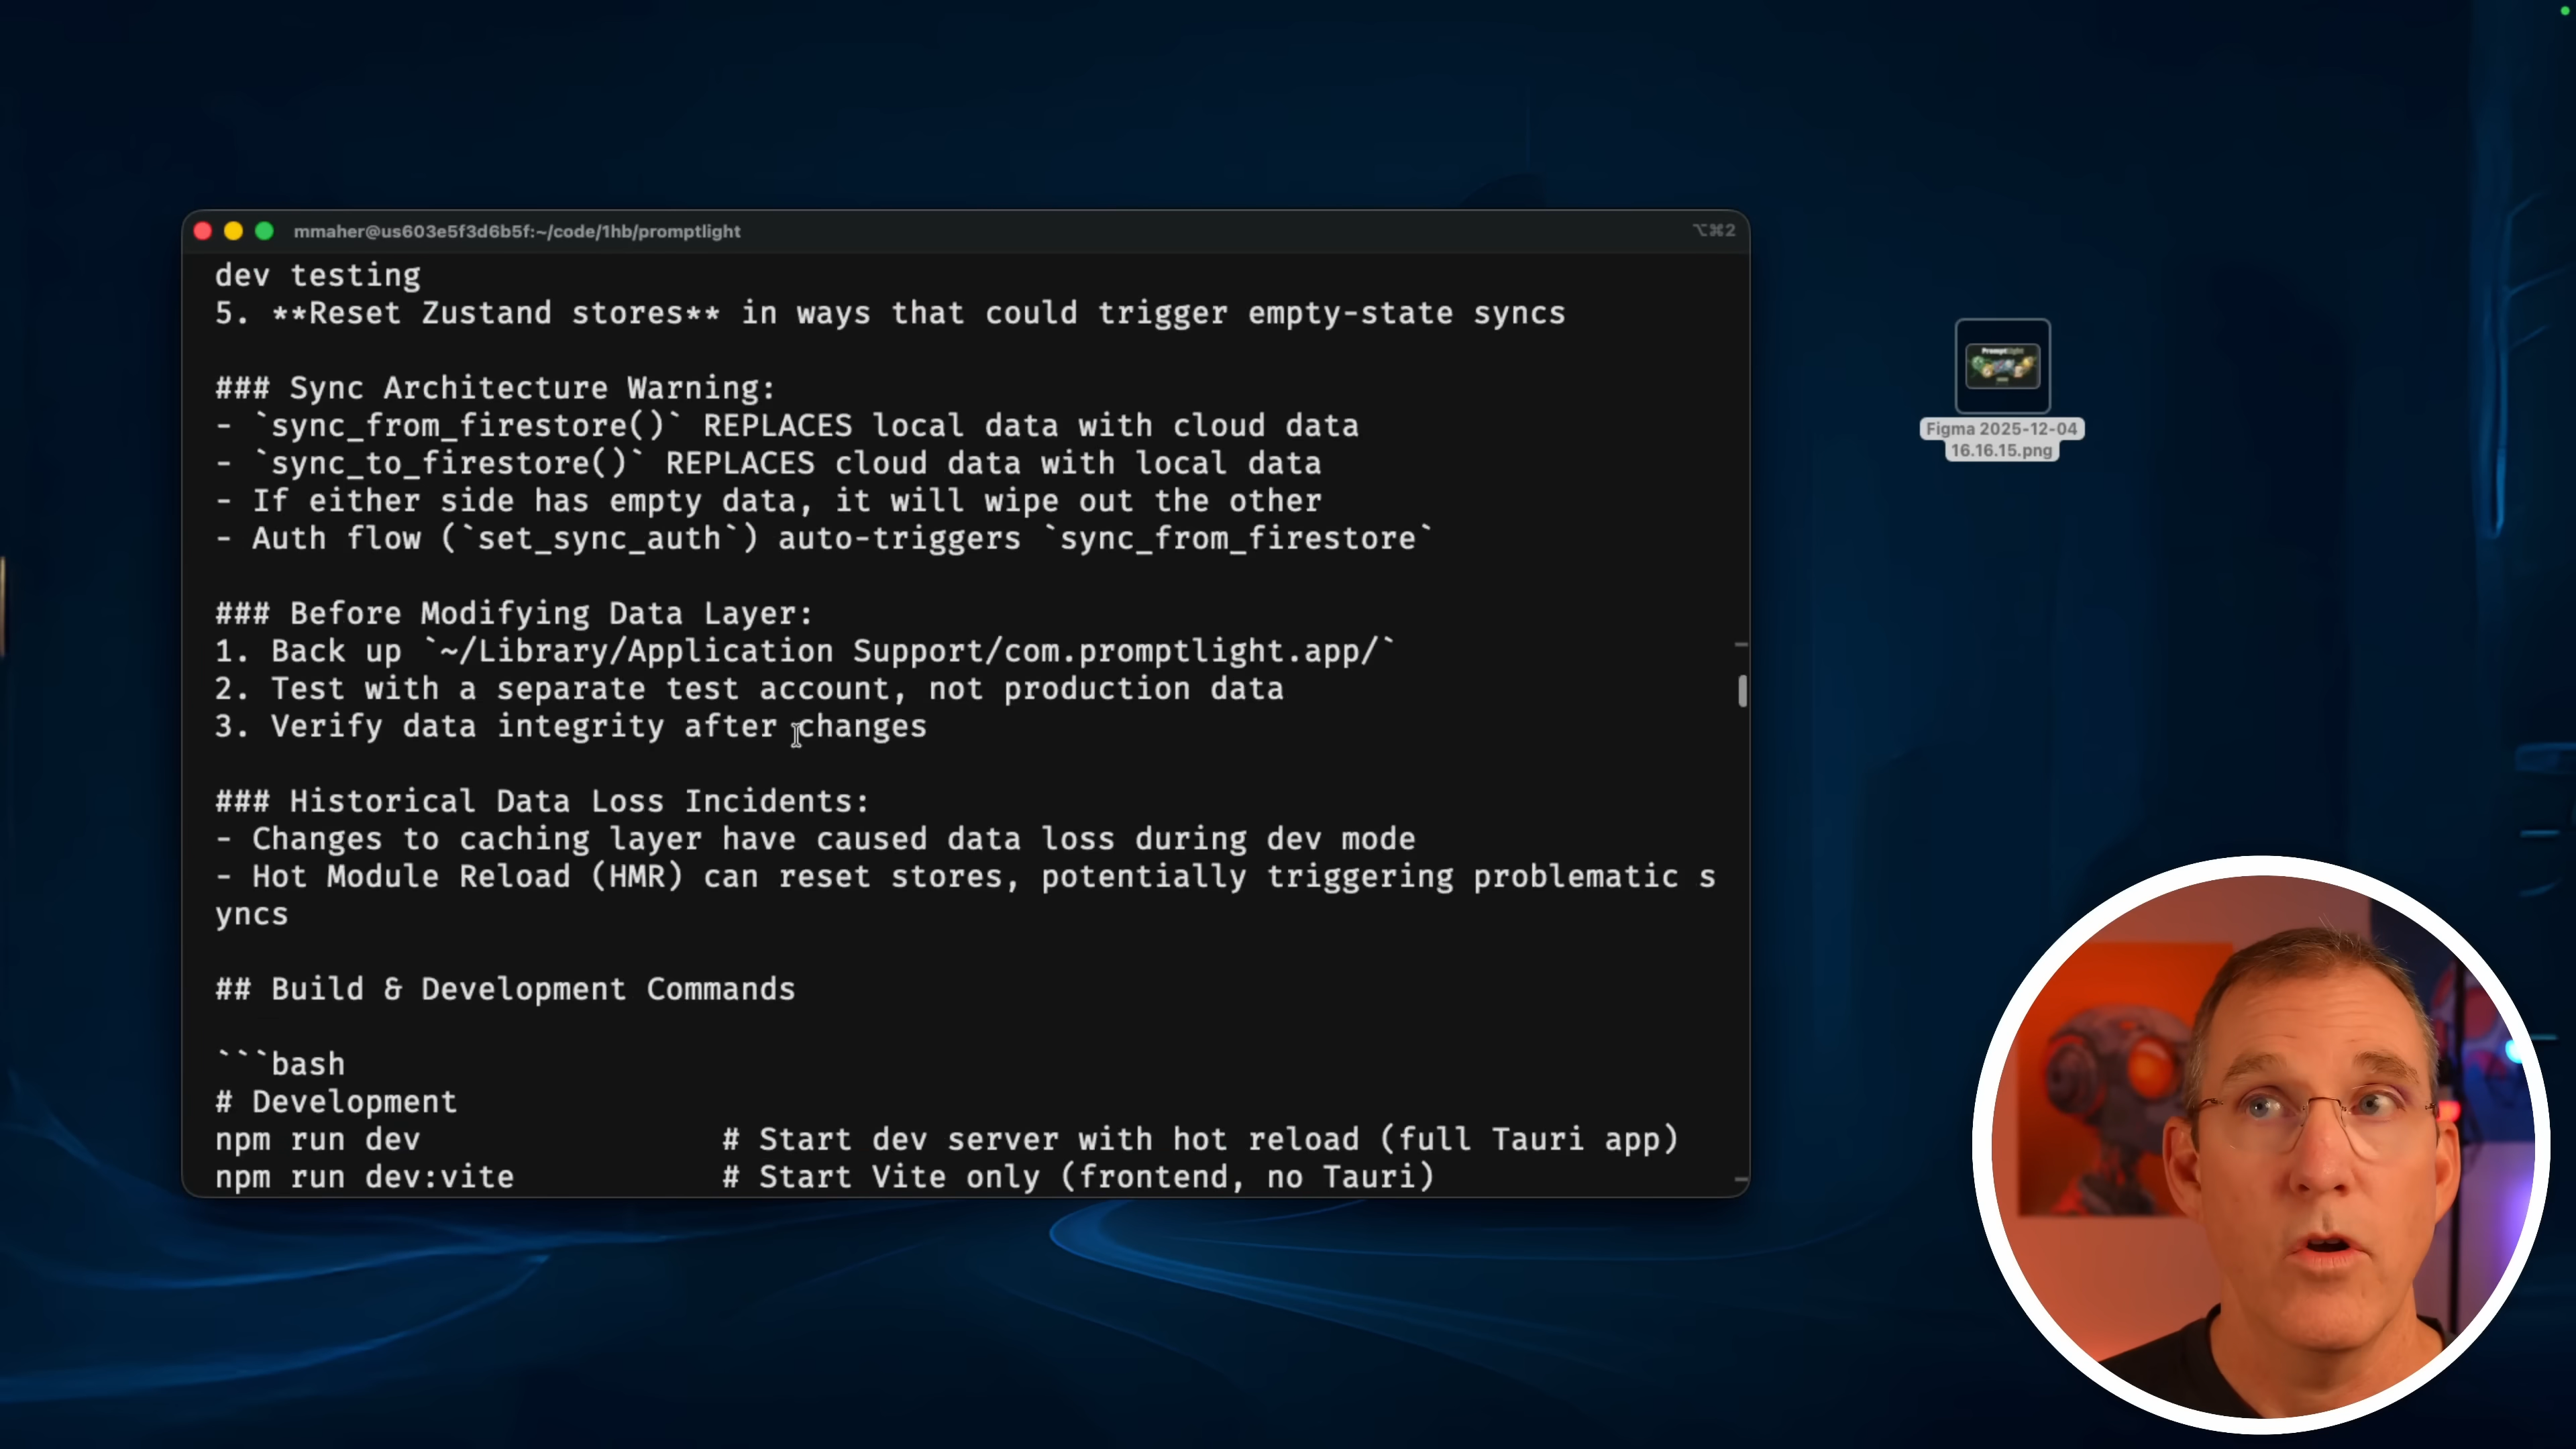 mmaher@us603e5f3d6b5f:~/code/1hb/promptlight
⌥⌘2
dev testing
5. **Reset Zustand stores** in ways that could trigger empty-state syncs
### Sync Architecture Warning:
- `sync_from_firestore()` REPLACES local data with cloud data
- `sync_to_firestore()` REPLACES cloud data with local data
- If either side has empty data, it will wipe out the other
- Auth flow (`set_sync_auth`) auto-triggers `sync_from_firestore`
### Before Modifying Data Layer:
1. Back up `~/Library/Application Support/com.promptlight.app/`
2. Test with a separate test account, not production data
3. Verify data integrity after changes
### Historical Data Loss Incidents:
- Changes to caching layer have caused data loss during dev mode
- Hot Module Reload (HMR) can reset stores, potentially triggering problematic s
yncs
## Build & Development Commands
```bash
# Development
npm run dev # Start dev server with hot reload (full Tauri app)
npm run dev:vite # Start Vite only (frontend, no Tauri)
PromptLight
Figma 2025-12-04
16.16.15.png